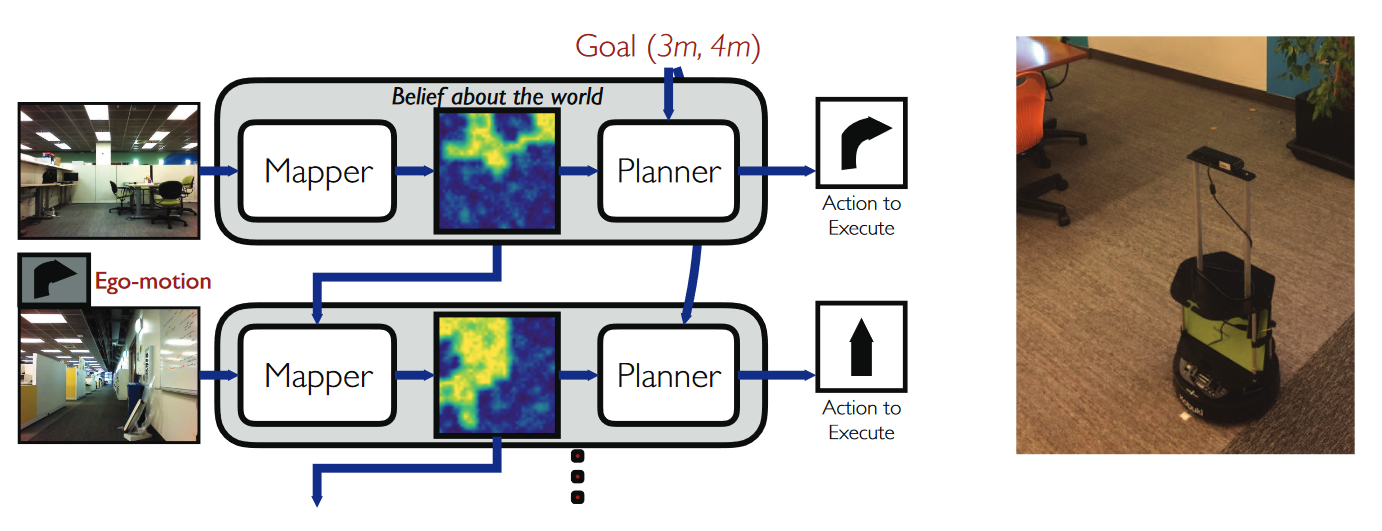 Goal (3m, 4m)
Belief about the world
Mapper
Planner
Action to
Execute
Ego-motion
Mapper
Planner
Action to
Execute
kobuki